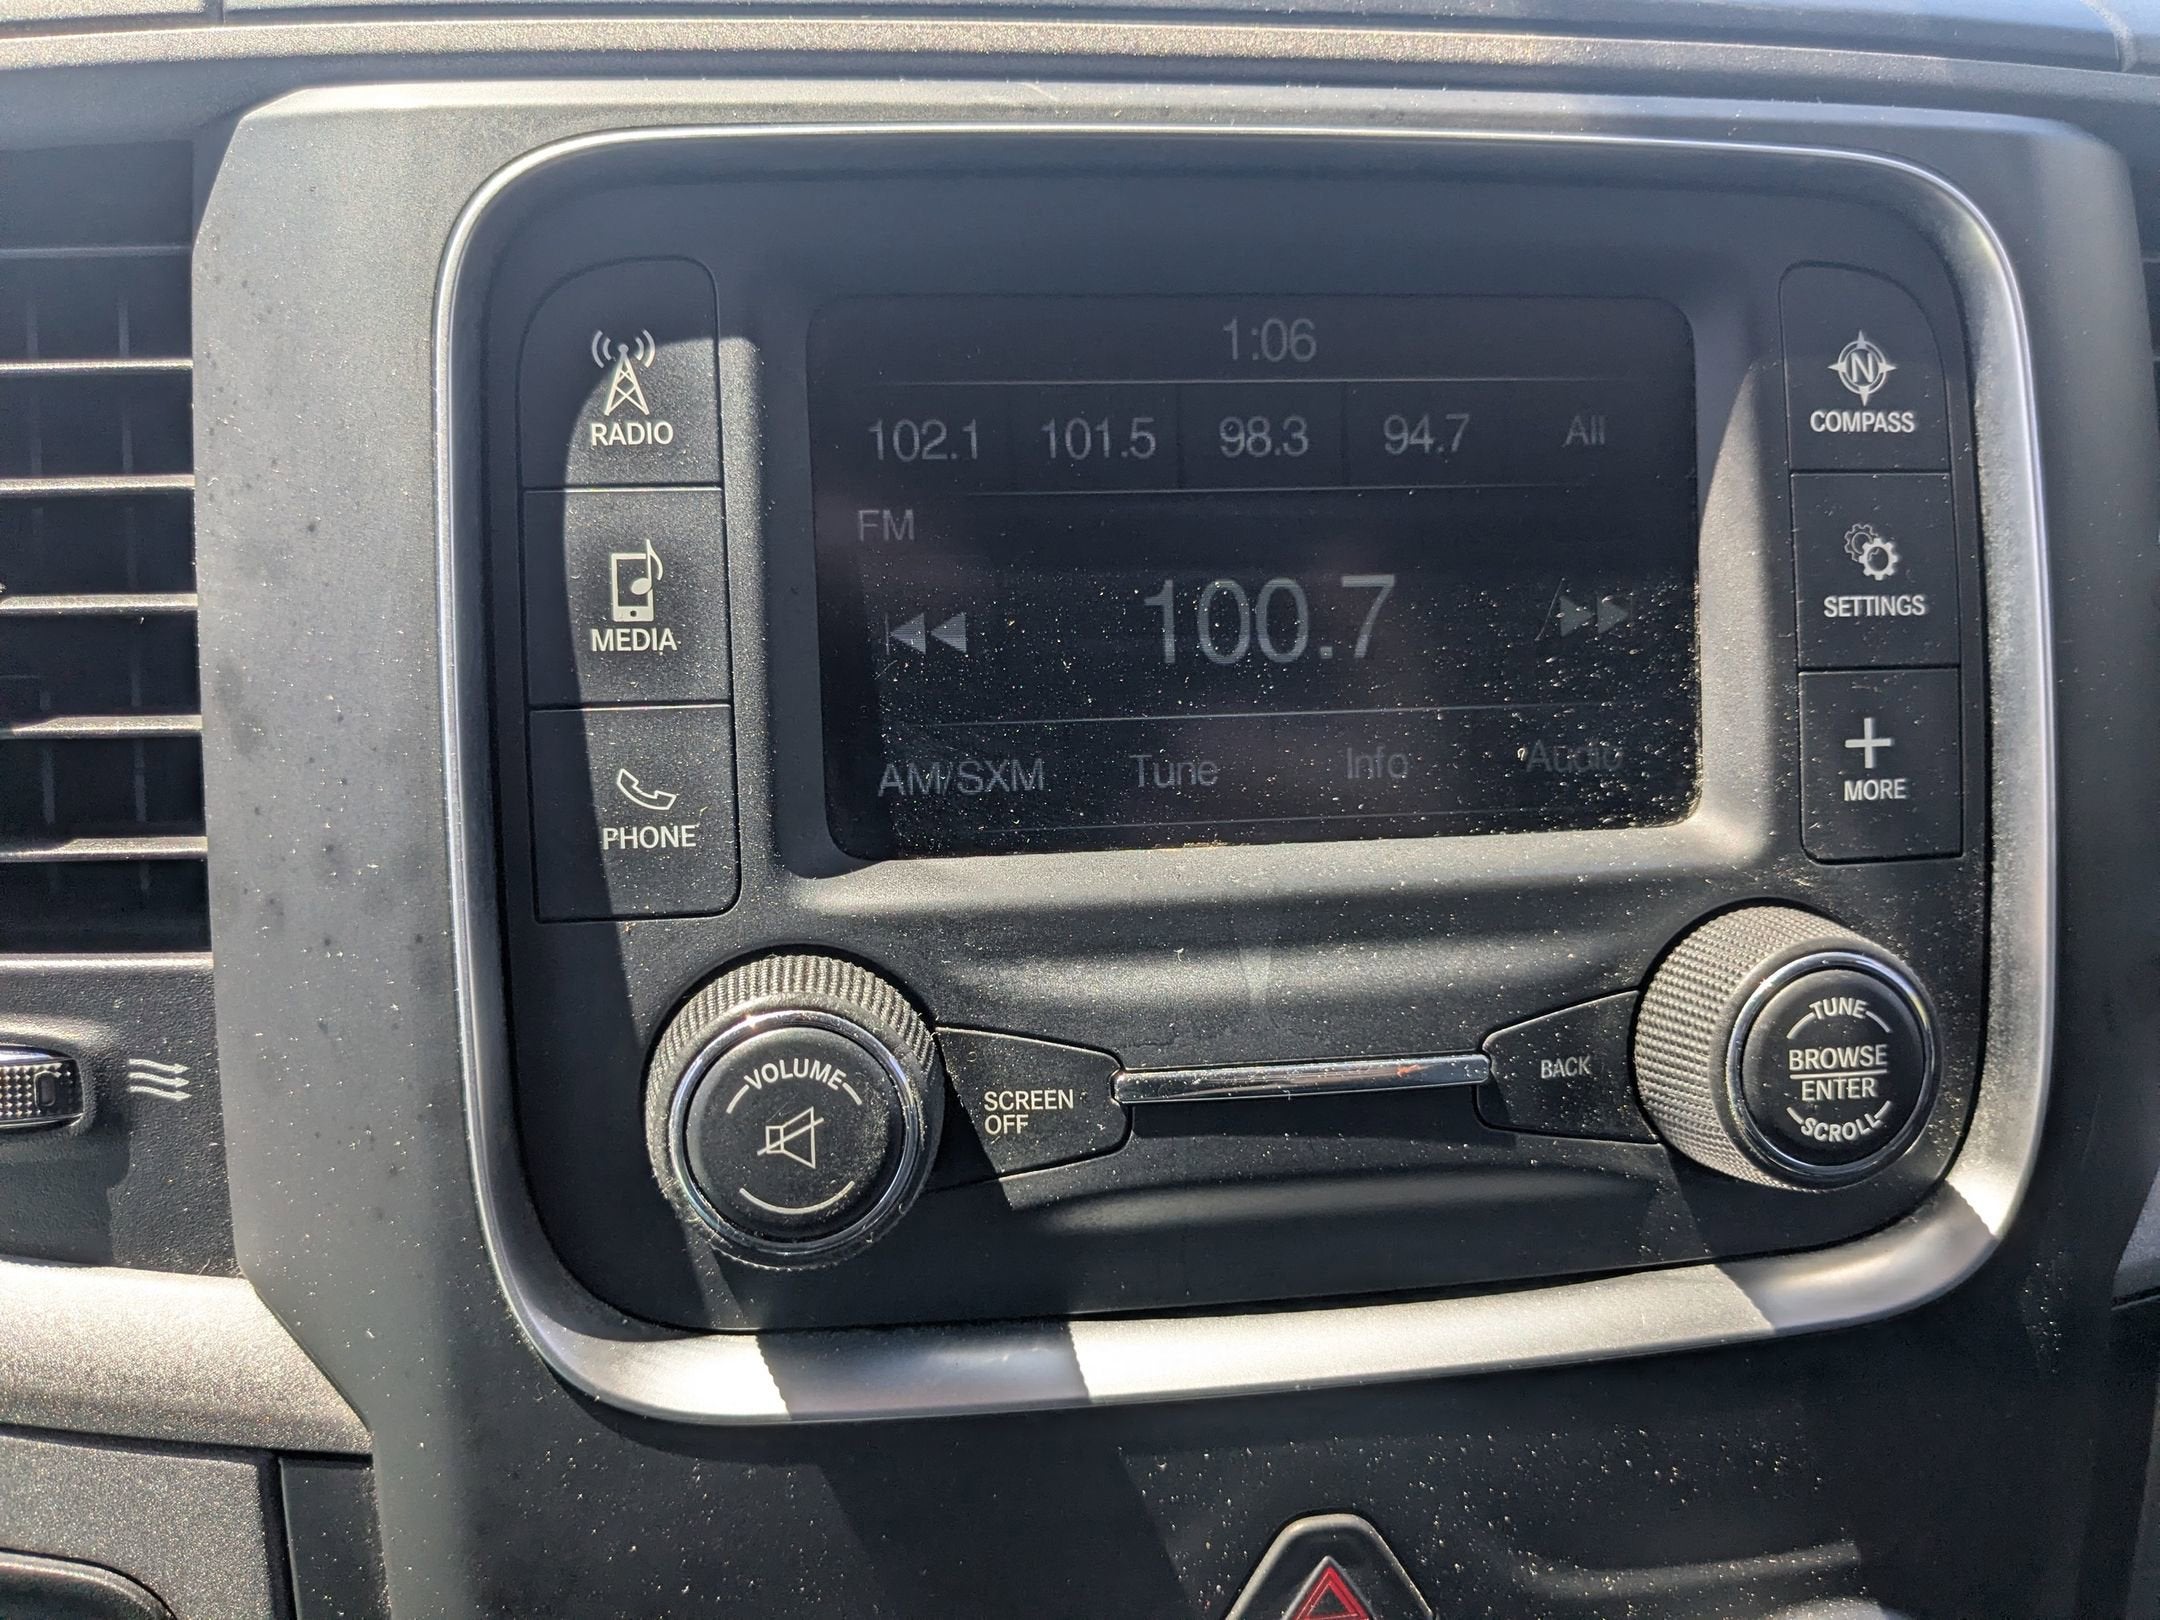 1:06
102.1 101.5 98.3 94.7 All
FM
100.7
AM/SXM Tune Info Audio
RADIO
MEDIA
PHONE
N
COMPASS
SETTINGS
MORE
VOLUME
SCREEN
OFF
BACK
TUNE
BROWSE
ENTER
SCROLL